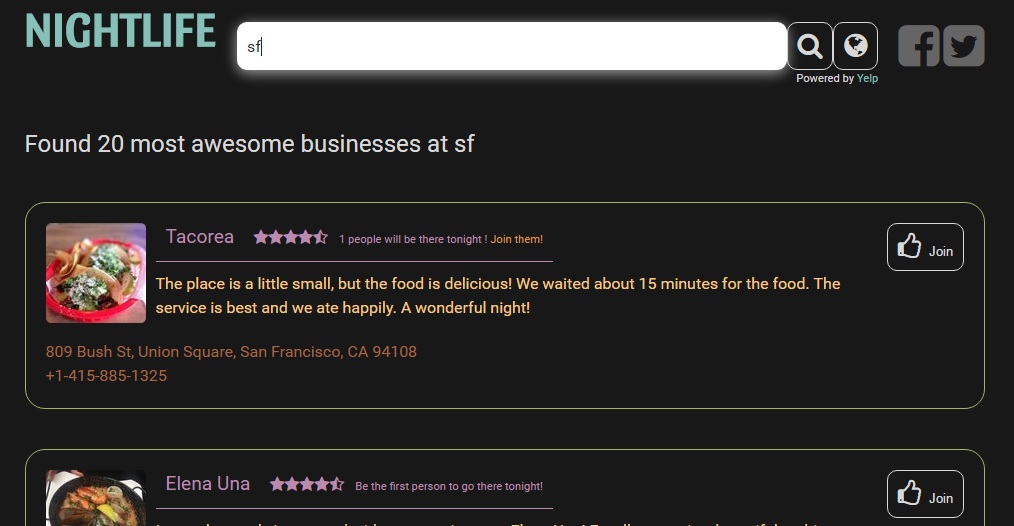 NIGHTLIFE
sf
Powered by Yelp
Found 20 most awesome businesses at sf
Tacorea
1 people will be there tonight ! Join them!
Join
The place is a little small, but the food is delicious! We waited about 15 minutes for the food. The
service is best and we ate happily. A wonderful night!
809 Bush St, Union Square, San Francisco, CA 94108
+1-415-885-1325
Elena Una
Be the first person to go there tonight!
Join